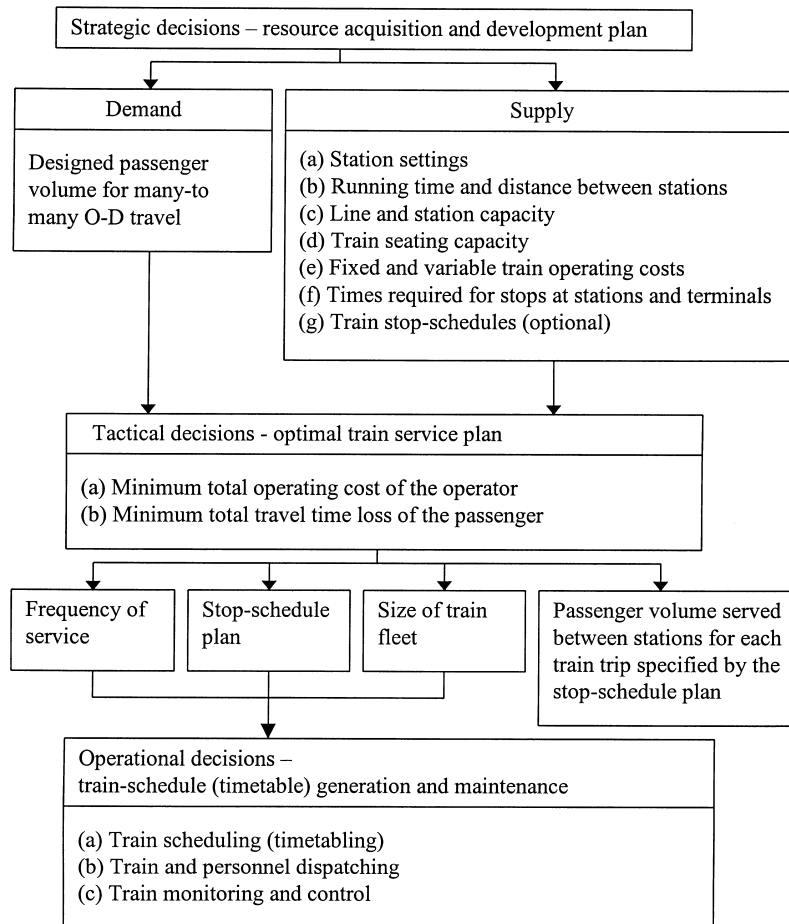 Strategic decisions – resource acquisition and development plan
Demand
Designed passenger
volume for many-to
many O-D travel
Supply
(a) Station settings
(b) Running time and distance between stations
(c) Line and station capacity
(d) Train seating capacity
(e) Fixed and variable train operating costs
(f) Times required for stops at stations and terminals
(g) Train stop-schedules (optional)
Tactical decisions - optimal train service plan
(a) Minimum total operating cost of the operator
(b) Minimum total travel time loss of the passenger
Frequency of
service
Stop-schedule
plan
Size of train
fleet
Passenger volume served
between stations for each
train trip specified by the
stop-schedule plan
Operational decisions –
train-schedule (timetable) generation and maintenance
(a) Train scheduling (timetabling)
(b) Train and personnel dispatching
(c) Train monitoring and control